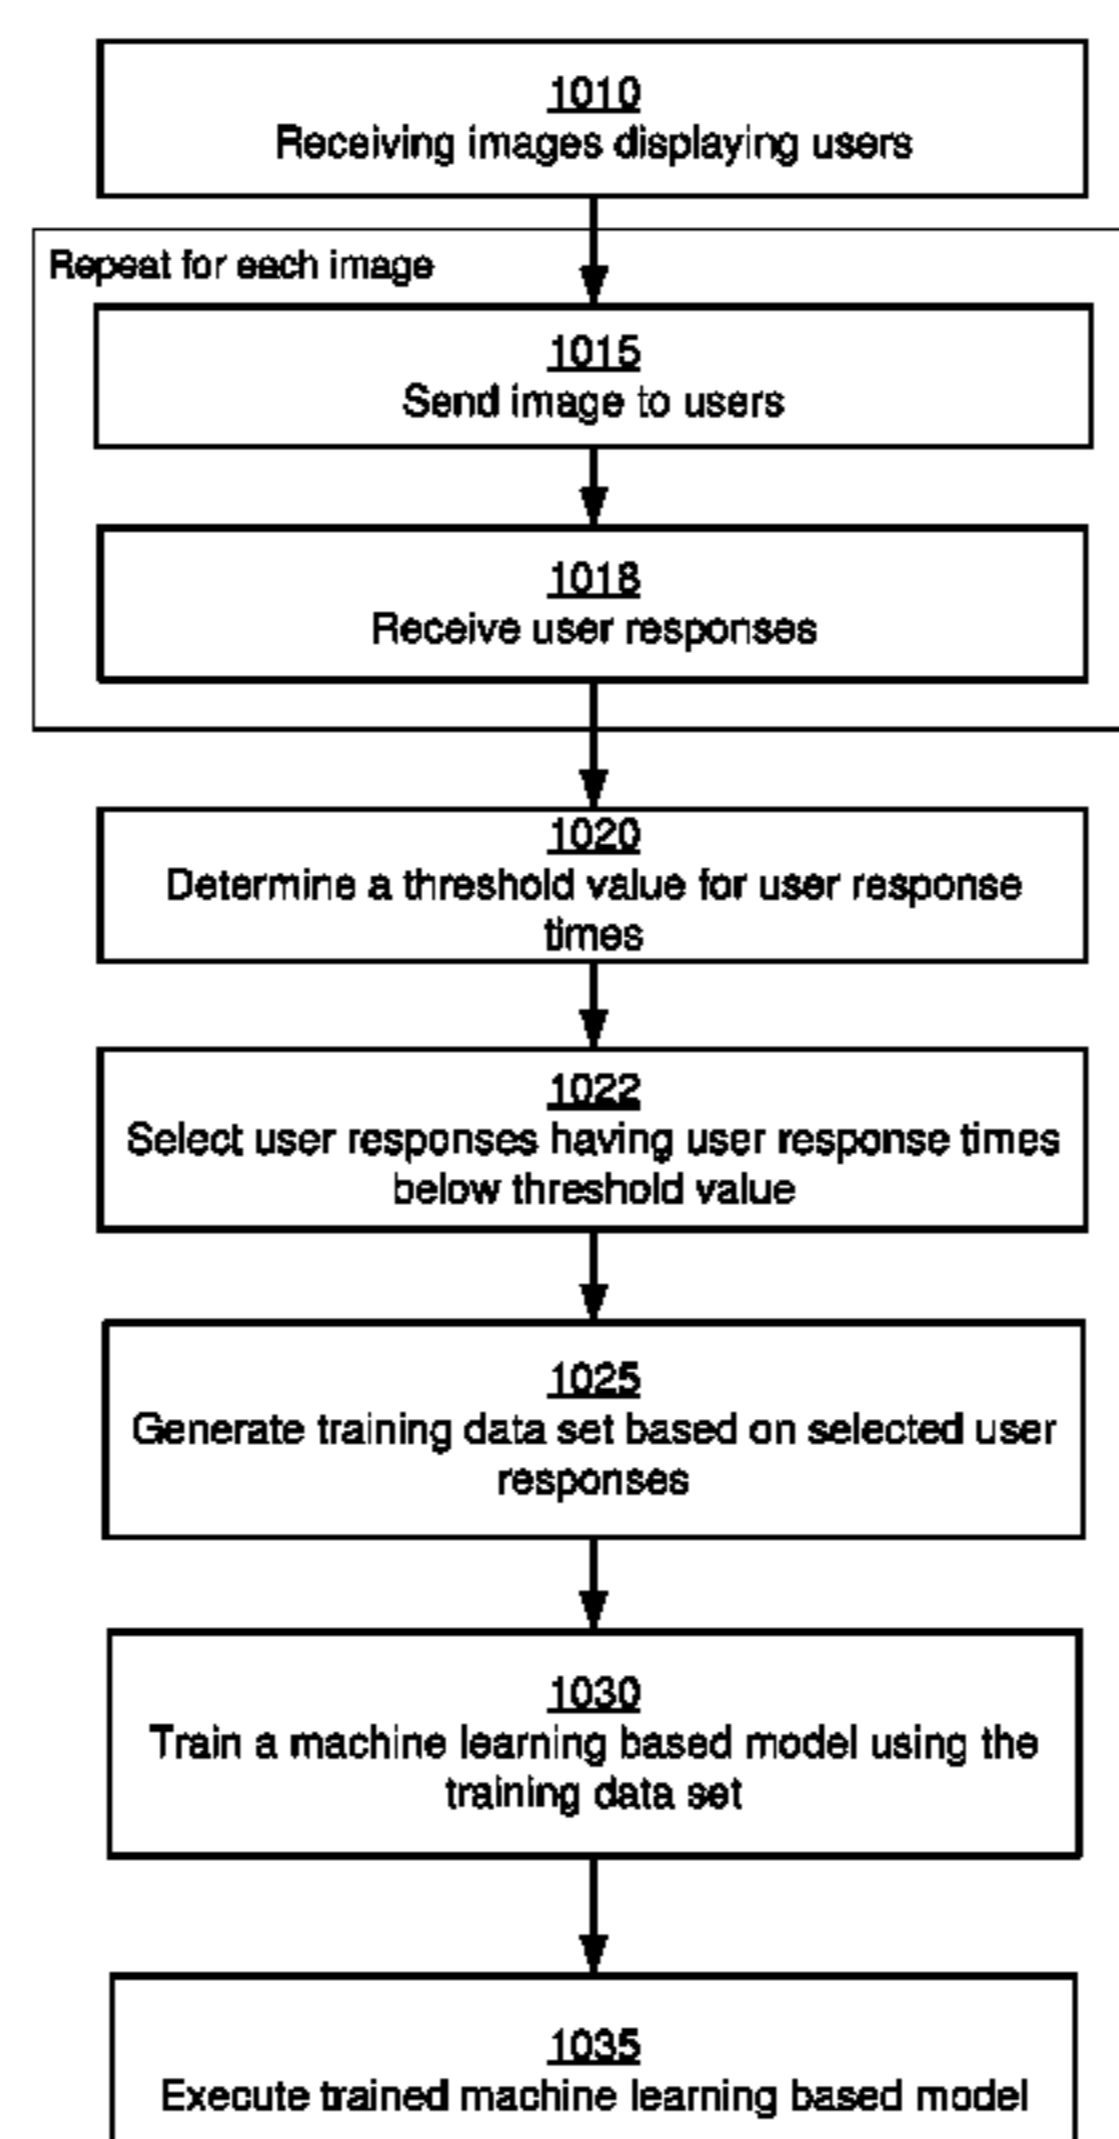 1010
Receiving images displaying users
Repeat for each image
1015
Send image to users
1018
Receive user responses
1020
Determine a threshold value for user response
times
1022
Select user responses having user response times
below threshold value
1025
Generate training data set based on selected user
responses
1030
Train a machine learning based model using the
training data set
1035
Execute trained machine learning based model